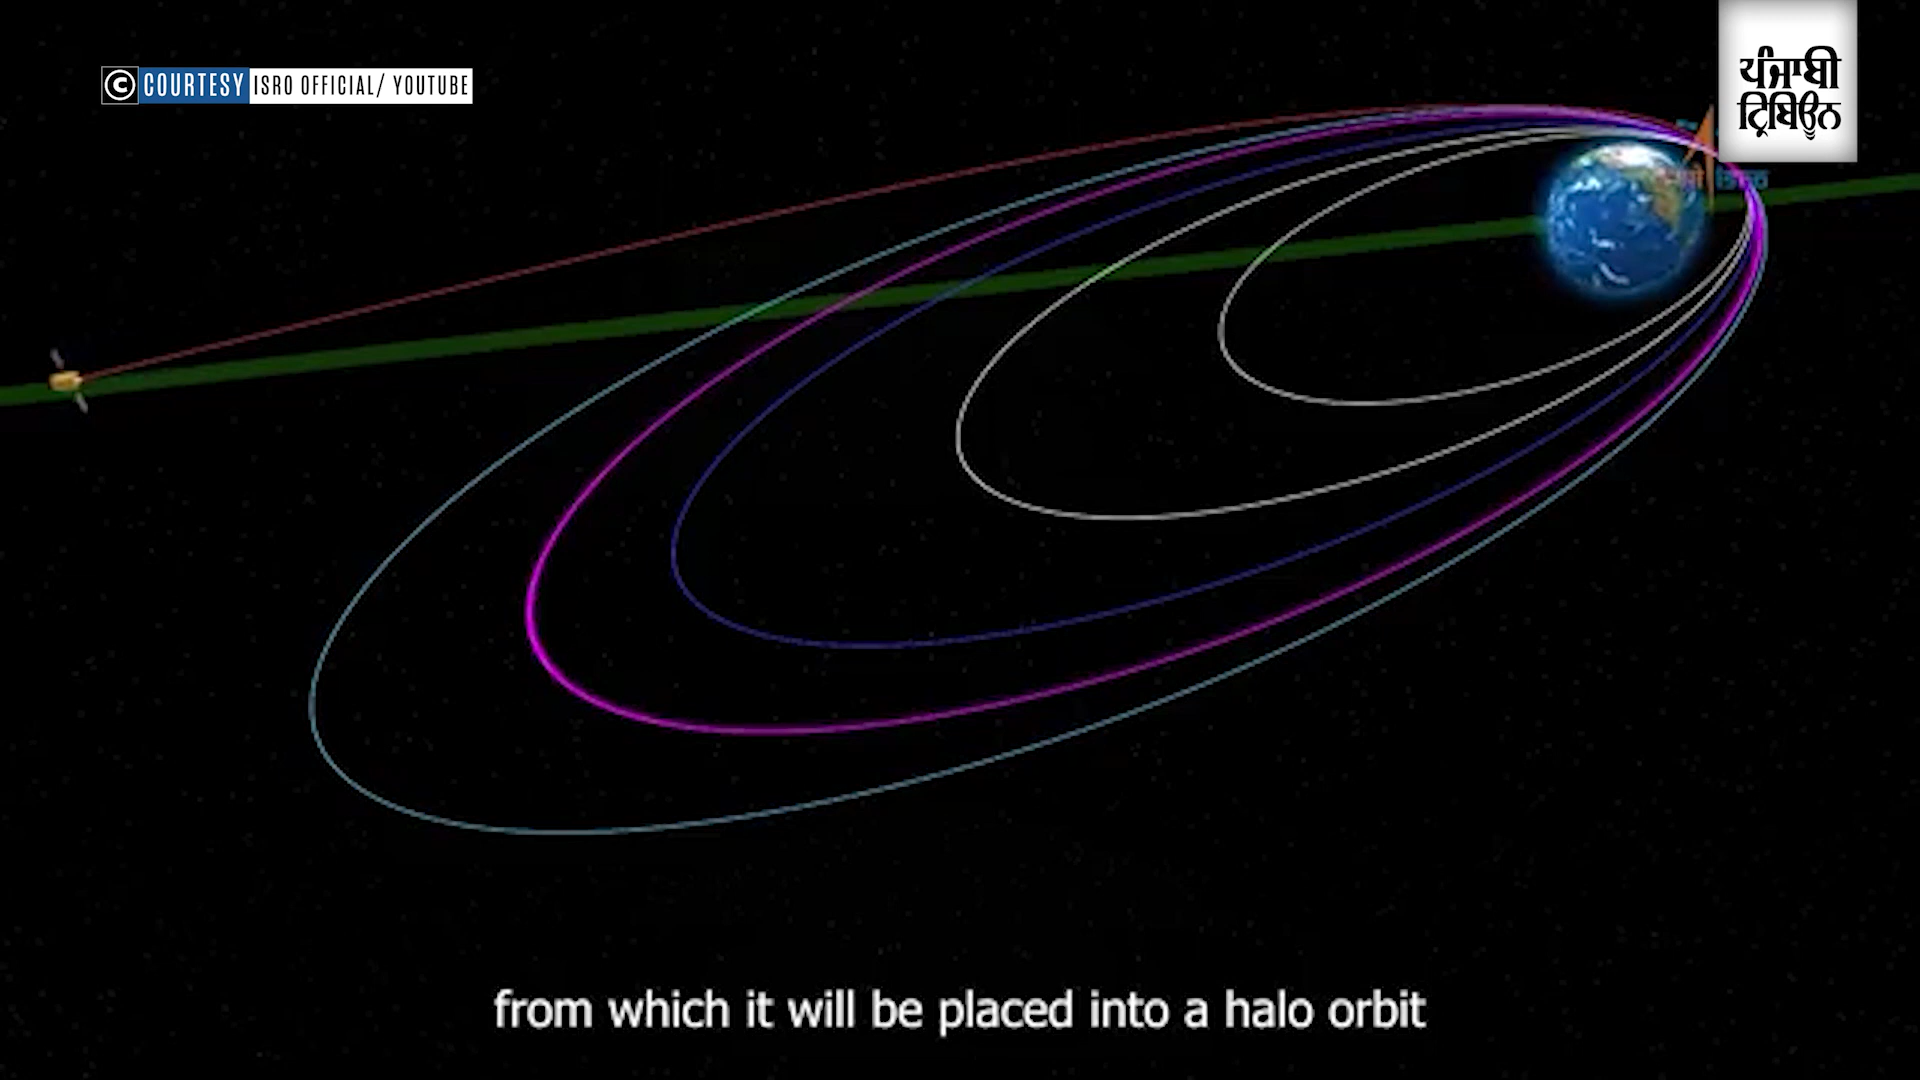 © COURTESY ISRO OFFICIAL/ YOUTUBE
ਪੰਜਾਬੀ
ਟ੍ਰਿਬਿਊਨ
from which it will be placed into a halo orbit